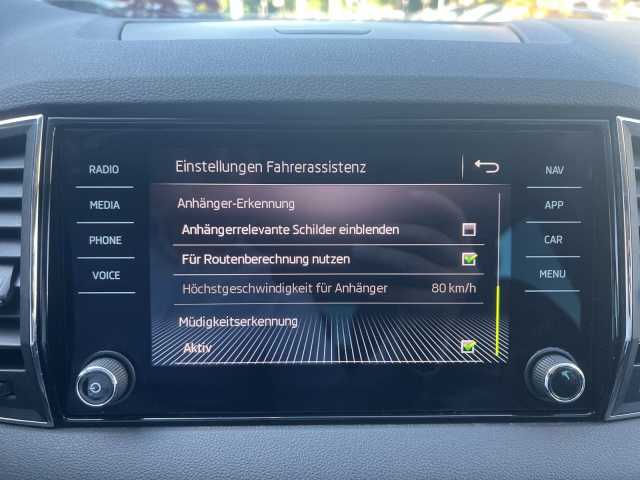 Einstellungen Fahrerassistenz
RADIO
MEDIA
PHONE
VOICE
Anhänger-Erkennung
Anhängerrelevante Schilder einblenden
Für Routenberechnung nutzen
Höchstgeschwindigkeit für Anhänger 80 km/h
Müdigkeitserkennung
Aktiv
NAV
APP
CAR
MENU